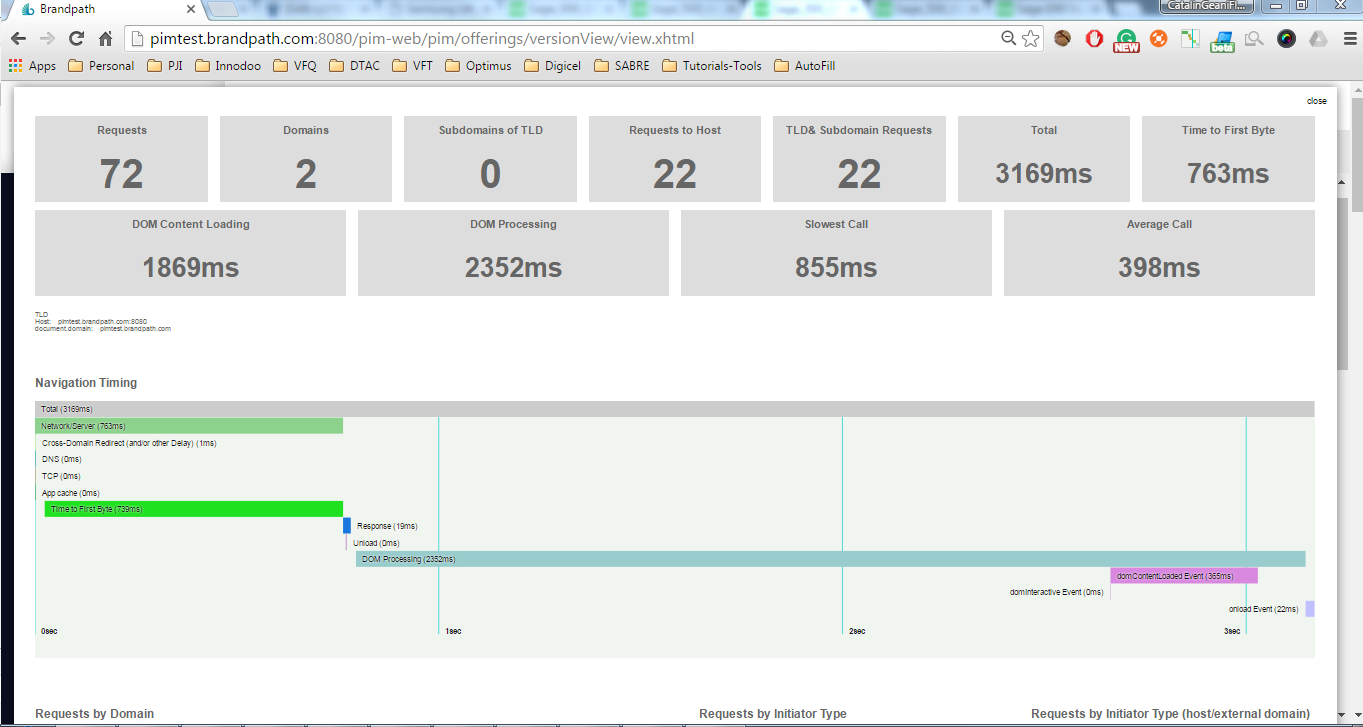 Brandpath
CatalinGeaniFl...
pimtest.brandpath.com:8080/pim-web/pim/offerings/versionView/view.xhtml
NEW
beta
Apps Personal PJI Innodoo VFQ DTAC VFT Optimus Digicel SABRE Tutorials-Tools AutoFill
close
Requests Domains Subdomains of TLD Requests to Host TLD& Subdomain Requests Total Time to First Byte
72 2 0 22 22 3169ms 763ms
DOM Content Loading DOM Processing Slowest Call Average Call
1869ms 2352ms 855ms 398ms
TLD
Host: pimtest.brandpath.com:8080
document.domain: pimtest.brandpath.com
Navigation Timing
Total (3169ms)
Network/Server (763ms)
Cross-Domain Redirect (and/or other Delay) (1ms)
DNS (0ms)
TCP (0ms)
App cache (0ms)
Time to First Byte (739ms)
Response (19ms)
Unload (0ms)
DOM Processing (2352ms)
domContentLoaded Event (365ms)
domInteractive Event (0ms)
onload Event (22ms)
0sec 1sec 2sec 3sec
Requests by Domain Requests by Initiator Type Requests by Initiator Type (host/external domain)